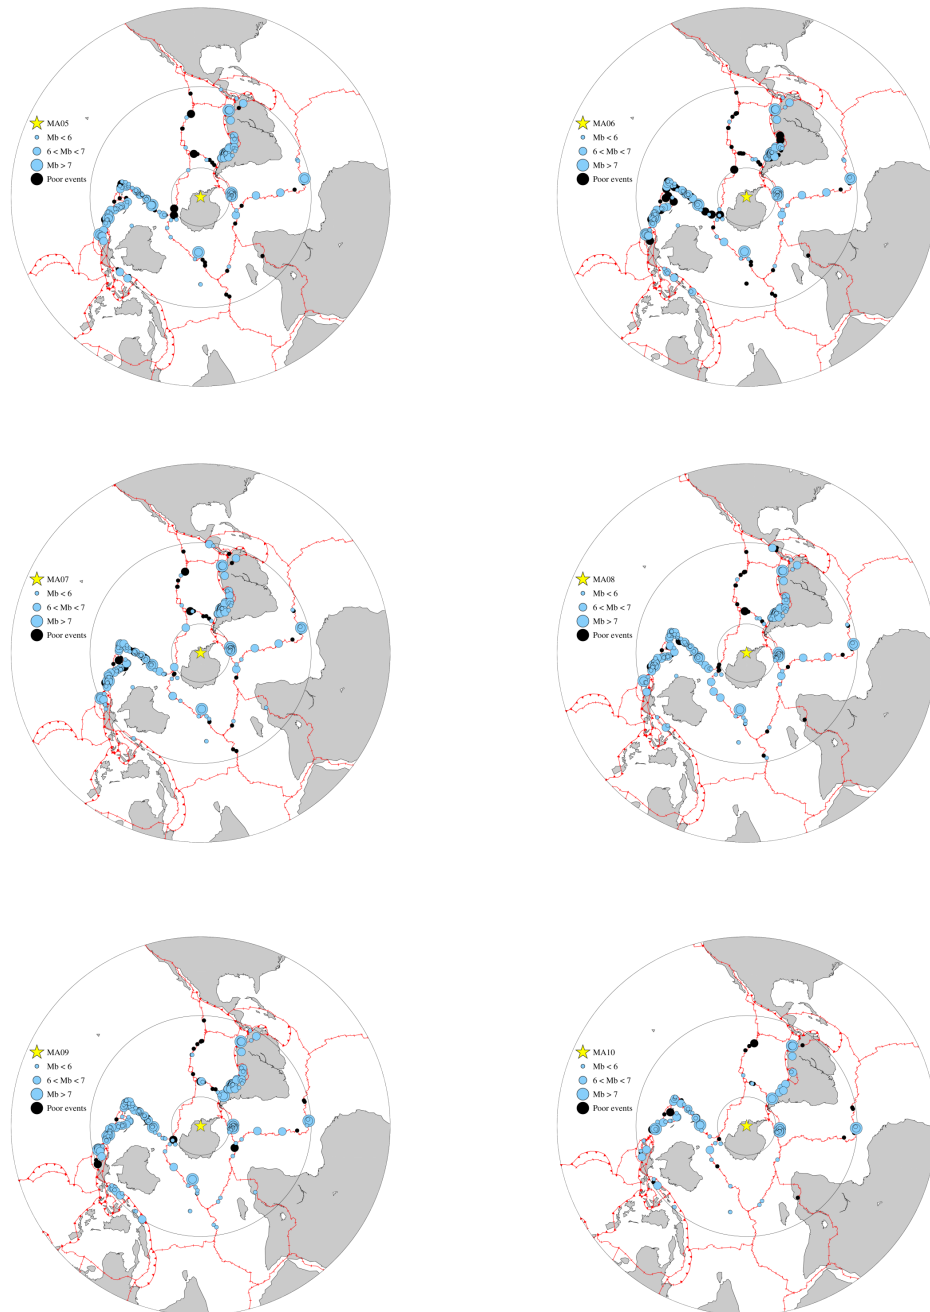 MA05
Mb < 6
6 < Mb < 7
Mb > 7
Poor events
MA06
Mb < 6
6 < Mb < 7
Mb > 7
Poor events
MA07
Mb < 6
6 < Mb < 7
Mb > 7
Poor events
MA08
Mb < 6
6 < Mb < 7
Mb > 7
Poor events
MA09
Mb < 6
6 < Mb < 7
Mb > 7
Poor events
MA10
Mb < 6
6 < Mb < 7
Mb > 7
Poor events